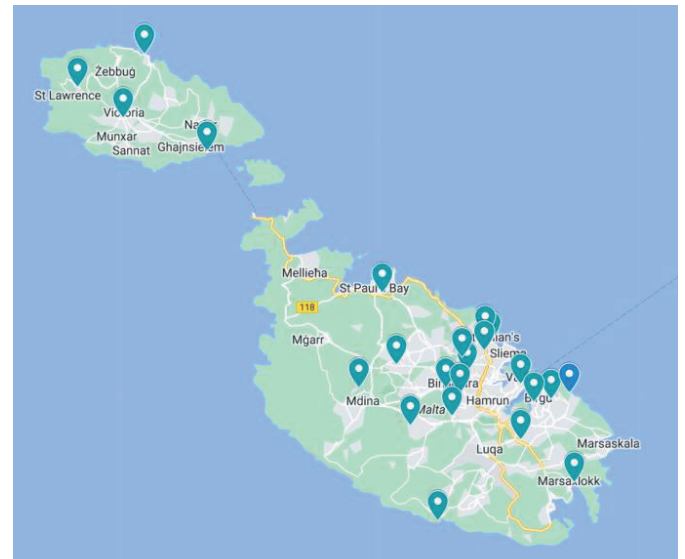 Żebbuġ
St Lawrence
Victoria
Munxar
Sannat
Ghajnsielem
Mellieħa
St Paul's Bay
118
Mġarr
Sliema
Mdina
Malta
Hamrun
Birgu
Luqa
Marsaskala
Marsaxlokk